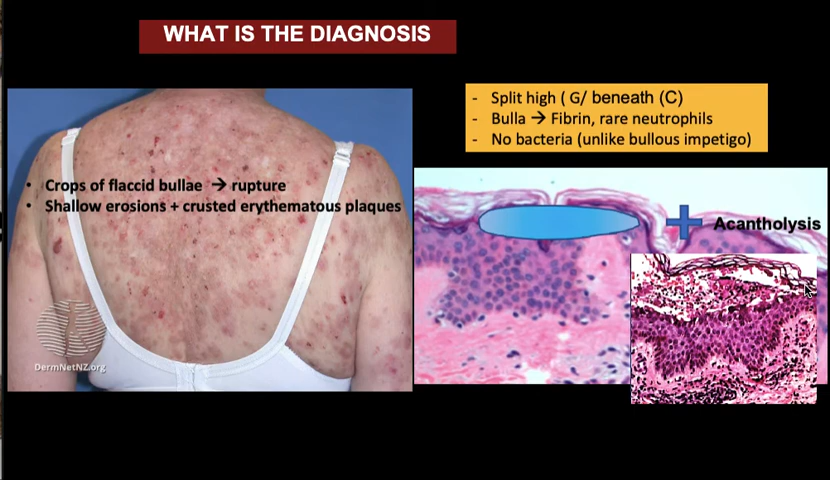 WHAT IS THE DIAGNOSIS
- Split high ( G/ beneath (C)
- Bulla → Fibrin, rare neutrophils
- No bacteria (unlike bullous impetigo)
• Crops of flaccid bullae → rupture
• Shallow erosions + crusted erythematous plaques
+ Acantholysis
DermNetNZ.org